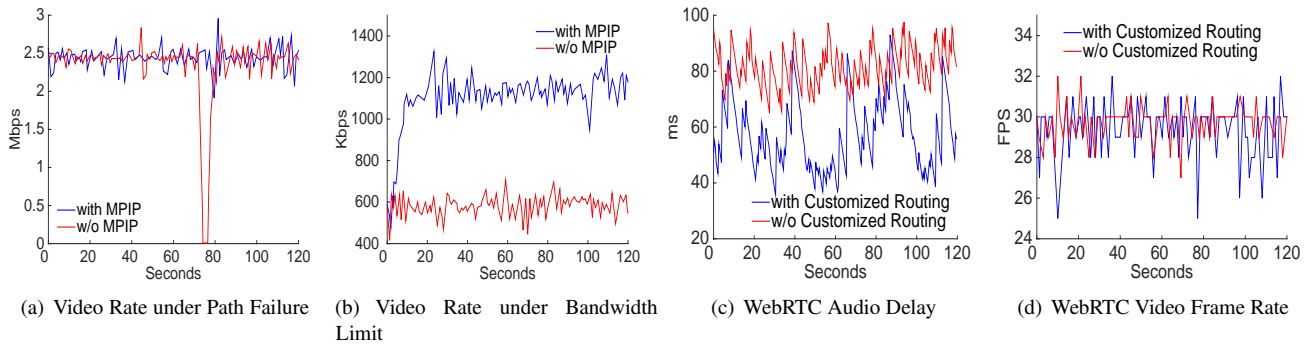 3
2.5
2
1.5
1
0.5
0
Mbps
with MPIP
w/o MPIP
0 20 40 60 80 100 120
Seconds
(a) Video Rate under Path Failure
1400
1200
1000
800
600
400
Kbps
with MPIP
w/o MPIP
0 20 40 60 80 100 120
Seconds
(b) Video Rate under Bandwidth
Limit
100
80
60
40
20
ms
with Customized Routing
w/o Customized Routing
0 20 40 60 80 100 120
Seconds
(c) WebRTC Audio Delay
34
32
30
28
26
24
FPS
with Customized Routing
w/o Customized Routing
0 20 40 60 80 100 120
Seconds
(d) WebRTC Video Frame Rate